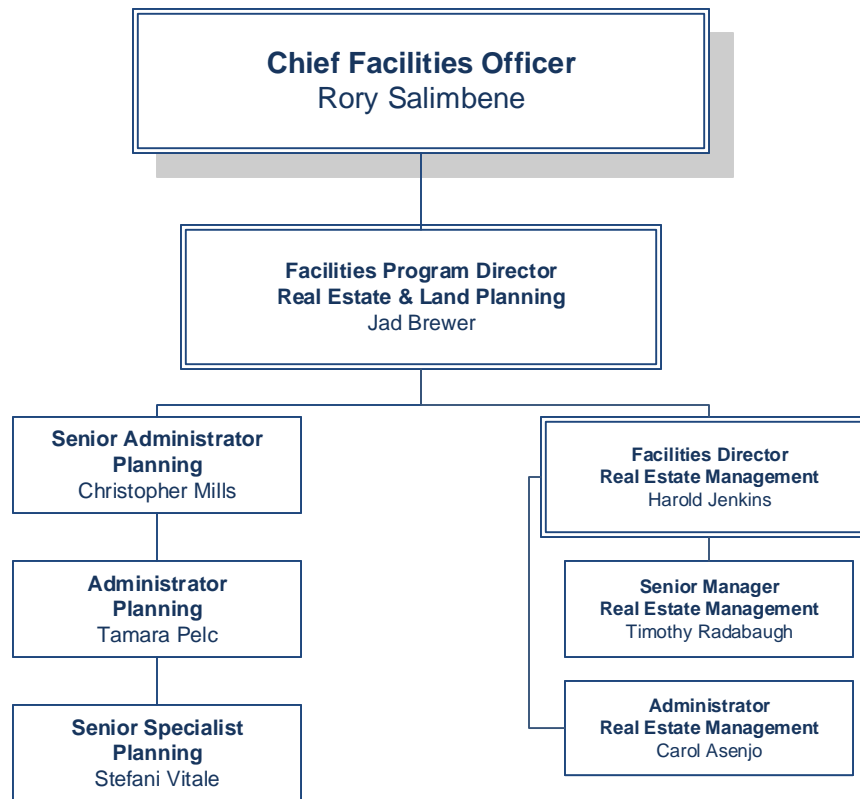 Chief Facilities Officer
Rory Salimbene
Facilities Program Director
Real Estate & Land Planning
Jad Brewer
Senior Administrator
Planning
Christopher Mills
Administrator
Planning
Tamara Pelc
Senior Specialist
Planning
Stefani Vitale
Facilities Director
Real Estate Management
Harold Jenkins
Senior Manager
Real Estate Management
Timothy Radabaugh
Administrator
Real Estate Management
Carol Asenjo